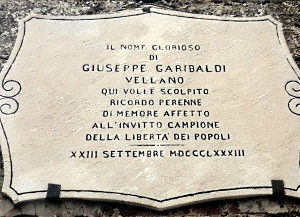 IL NOME GLORIOSO
DI
GIUSEPPE GARIBALDI
VELLANO
QUI VOLLE SCOLPITO
RICORDO PERENNE
DI MEMORE AFFETTO
ALL'INVITTO CAMPIONE
DELLA LIBERTA' DEI POPOLI
XXIII SETTEMBRE MDCCCLXXXIII